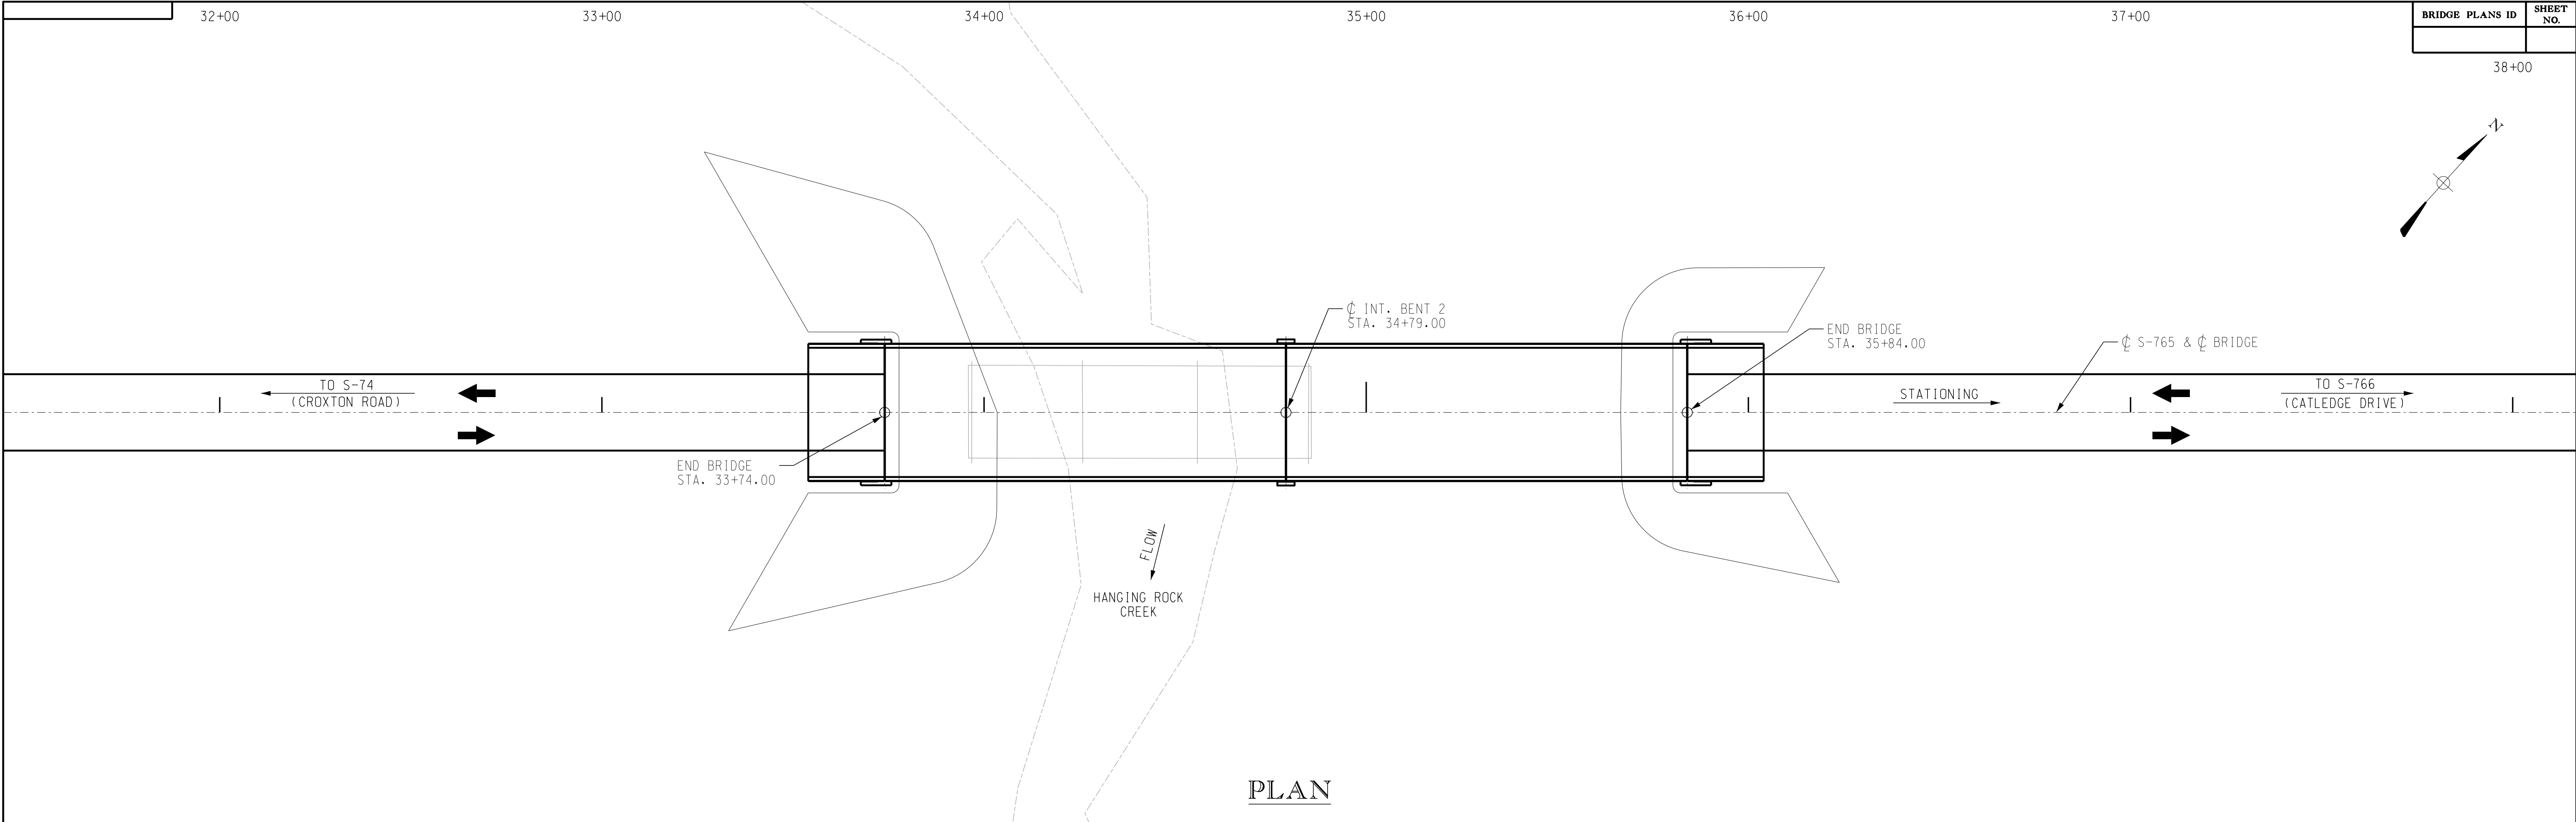 32+00
33+00
34+00
35+00
36+00
37+00
BRIDGE PLANS ID
SHEET
NO.
38+00
N
℄ INT. BENT 2
STA. 34+79.00
END BRIDGE
STA. 35+84.00
℄ S-765 & ℄ BRIDGE
TO S-74
(CROXTON ROAD)
STATIONING
TO S-766
(CATLEDGE DRIVE)
END BRIDGE
STA. 33+74.00
FLOW
HANGING ROCK
CREEK
PLAN